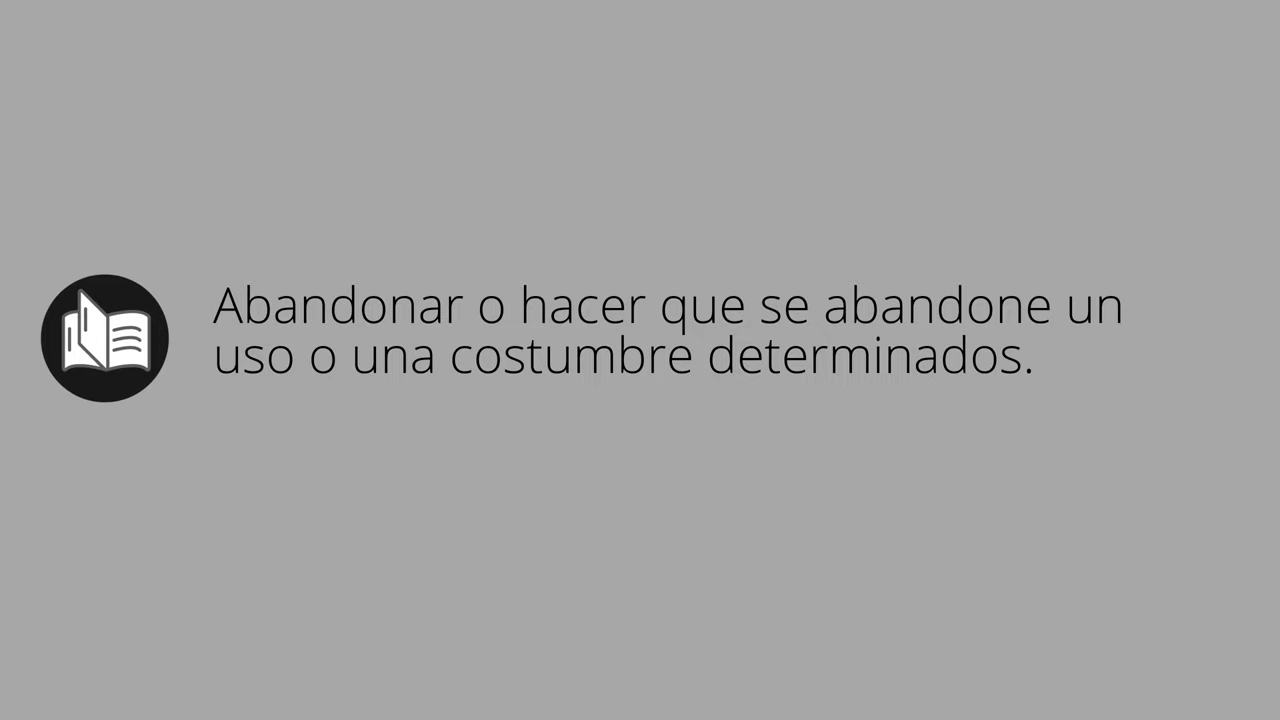 Abandonar o hacer que se abandone un
uso o una costumbre determinados.